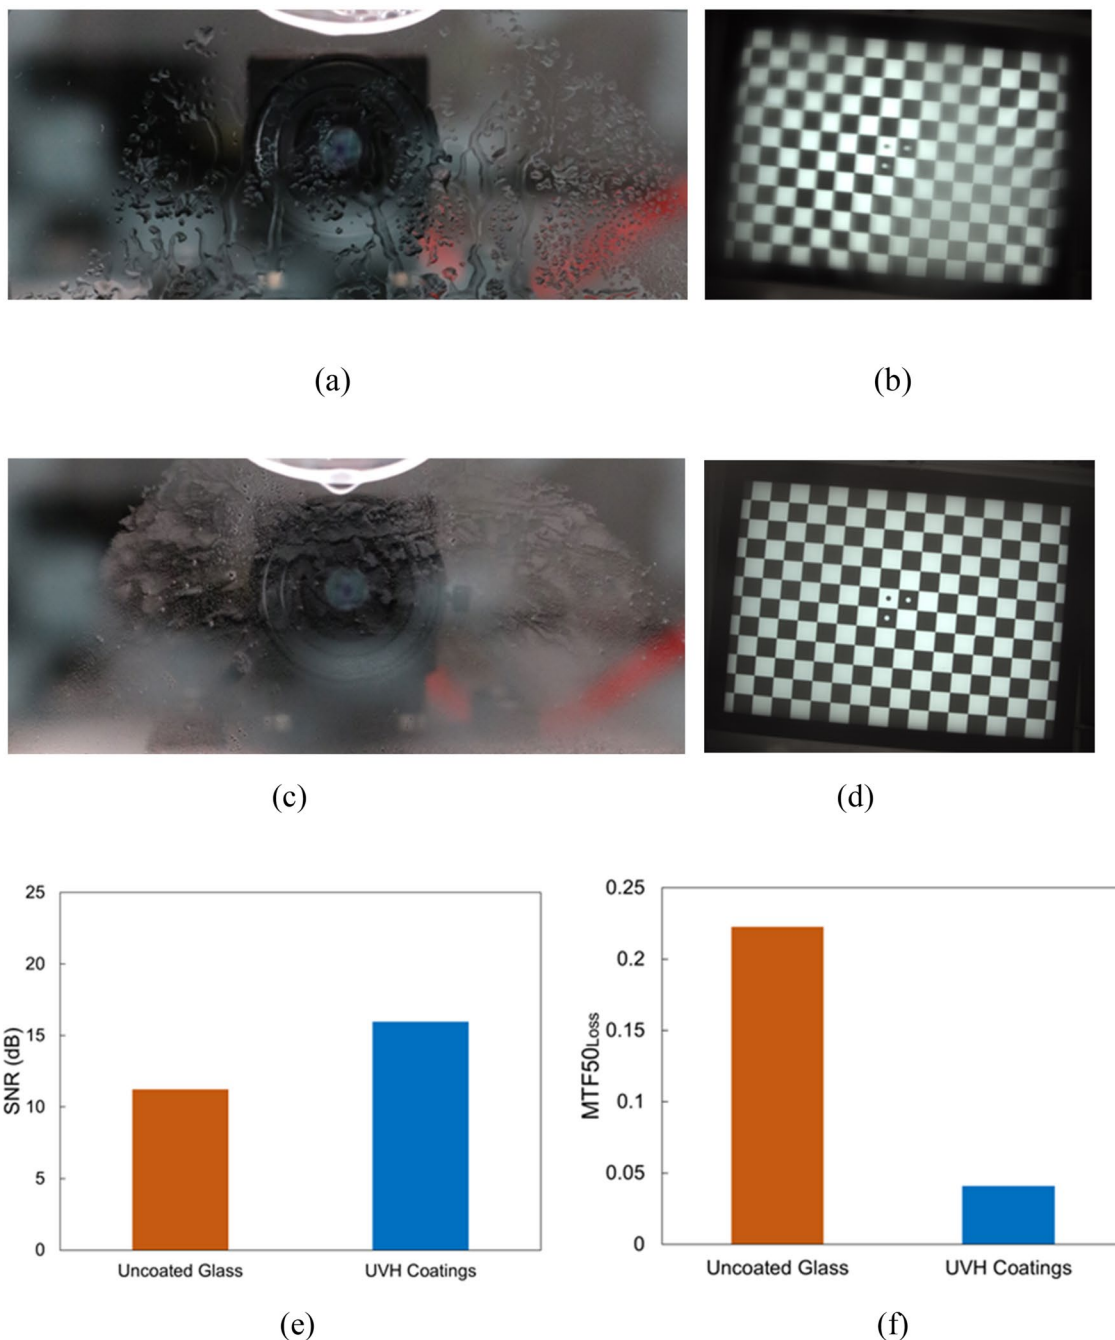 (a)
(b)
(c)
(d)
25
20
15
10
5
0
SNR (dB)
Uncoated Glass
UVH Coatings
(e)
0.25
0.2
0.15
0.1
0.05
0
MTF50Loss
Uncoated Glass
UVH Coatings
(f)